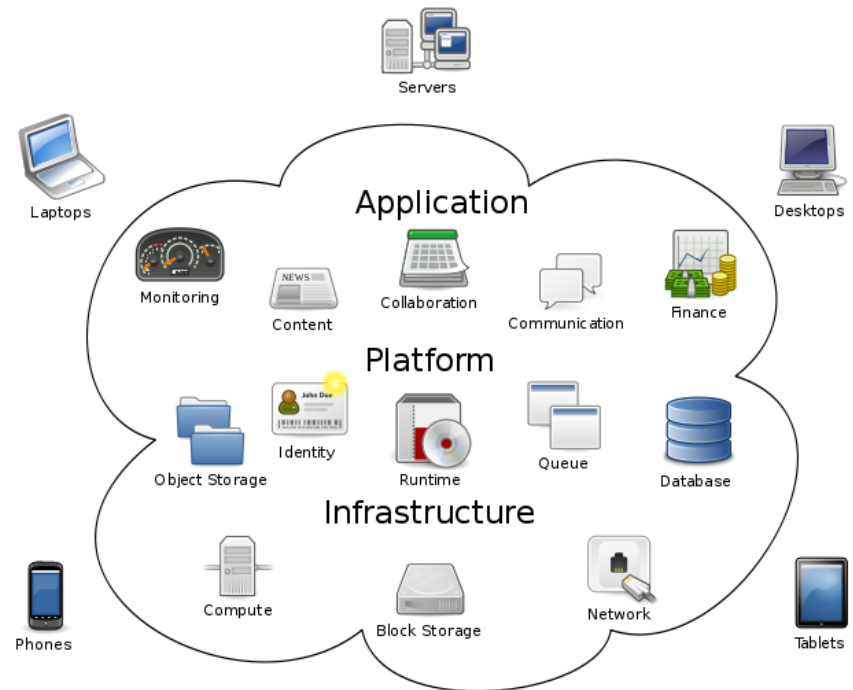 Servers
Laptops
Desktops
Application
Monitoring
NEWS
Content
Collaboration
Communication
Finance
Platform
John Doe
Object Storage
Identity
Runtime
Queue
Database
Infrastructure
Compute
Block Storage
Network
Phones
Tablets